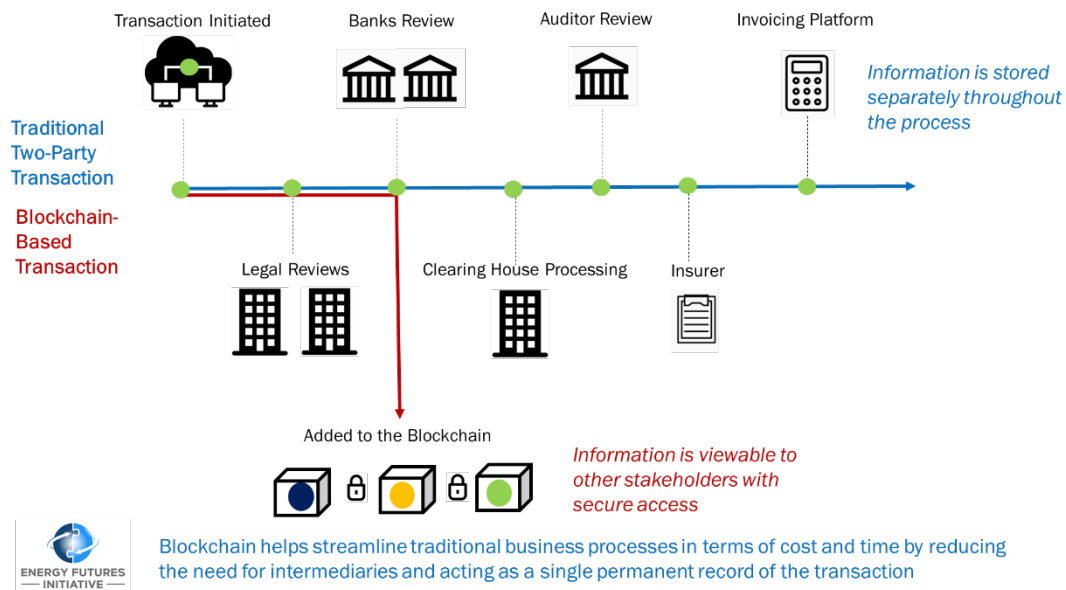 Transaction Initiated
Banks Review
Auditor Review
Invoicing Platform
Information is stored
separately throughout
the process
Traditional
Two-Party
Transaction
Blockchain-
Based
Transaction
Legal Reviews
Clearing House Processing
Insurer
Added to the Blockchain
Information is viewable to
other stakeholders with
secure access
ENERGY FUTURES
INITIATIVE
Blockchain helps streamline traditional business processes in terms of cost and time by reducing
the need for intermediaries and acting as a single permanent record of the transaction